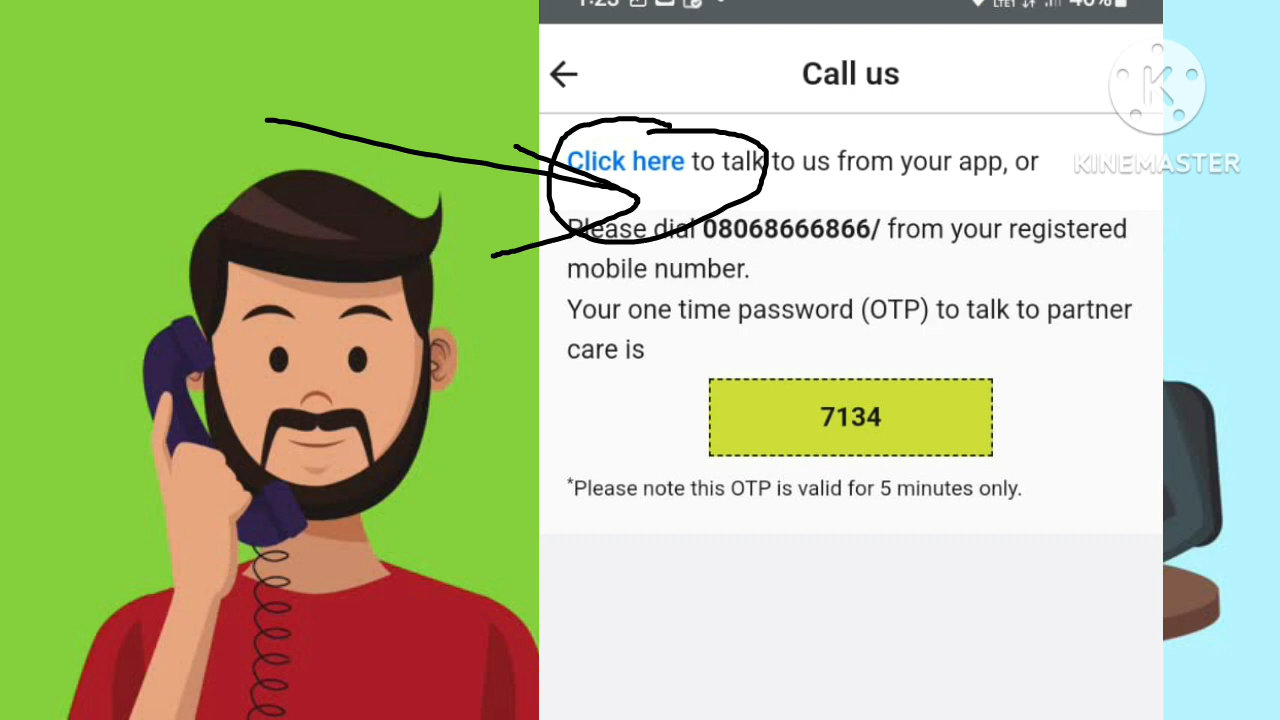 Call us
KINEMASTER
Click here to talk to us from your app, or
Please dial 08068666866/ from your registered
mobile number.
Your one time password (OTP) to talk to partner
care is
7134
*Please note this OTP is valid for 5 minutes only.